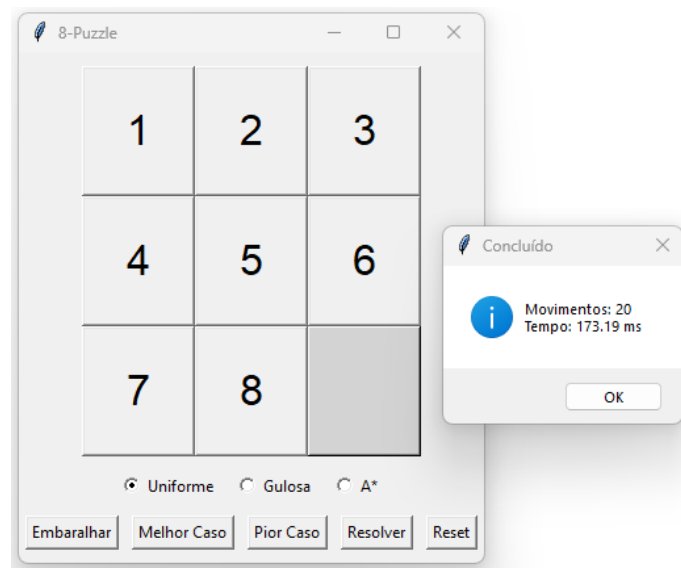 8-Puzzle
1 2 3
4 5 6
7 8
Uniforme Gulosa A*
Embaralhar Melhor Caso Pior Caso Resolver Reset
Concluído
Movimentos: 20
Tempo: 173.19 ms
OK